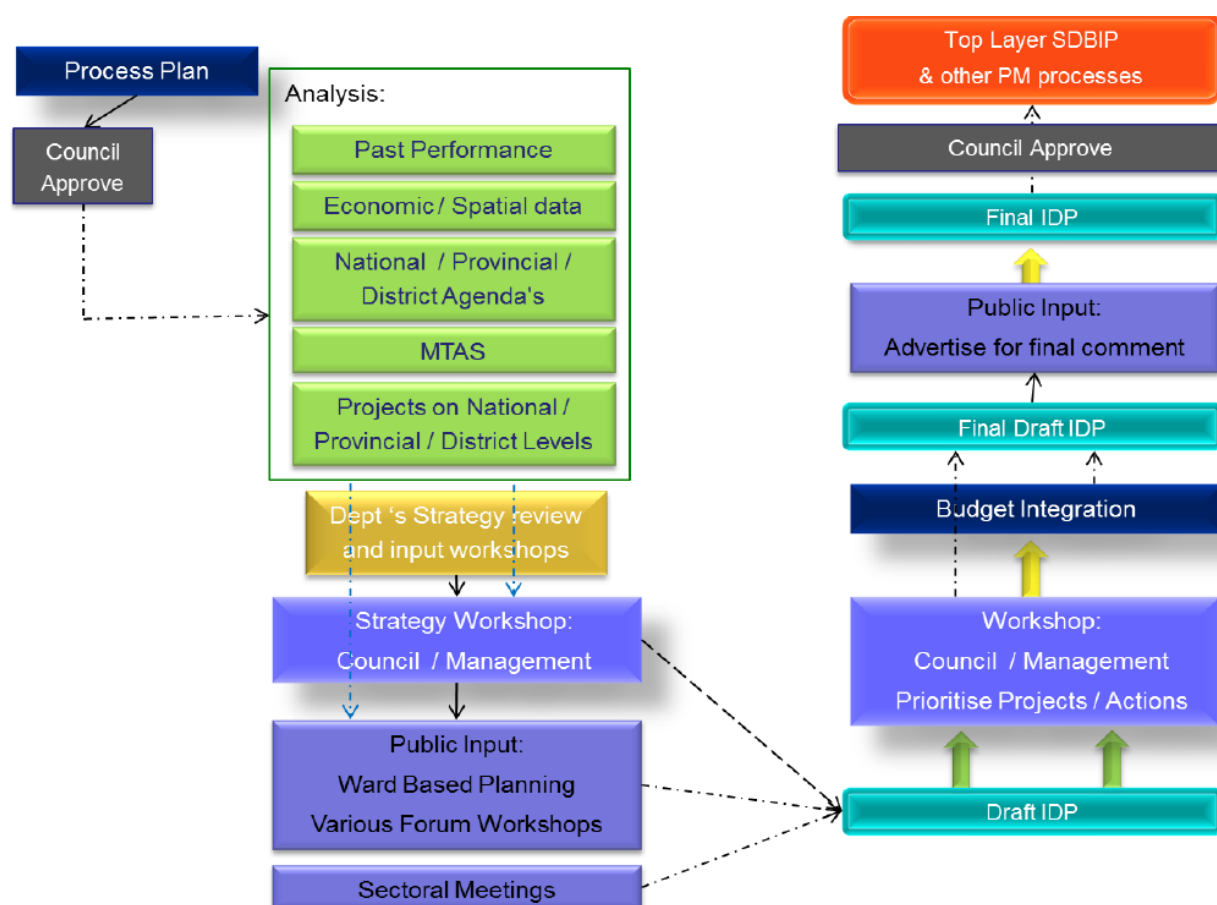 Process Plan
Council
Approve
Analysis:
Past Performance
Economic / Spatial data
National / Provincial /
District Agenda's
MTAS
Projects on National /
Provincial / District Levels
Dept 's Strategy review
and input workshops
Strategy Workshop:
Council / Management
Public Input:
Ward Based Planning
Various Forum Workshops
Sectoral Meetings
Top Layer SDBIP
& other PM processes
Council Approve
Final IDP
Public Input:
Advertise for final comment
Final Draft IDP
Budget Integration
Workshop:
Council / Management
Prioritise Projects / Actions
Draft IDP